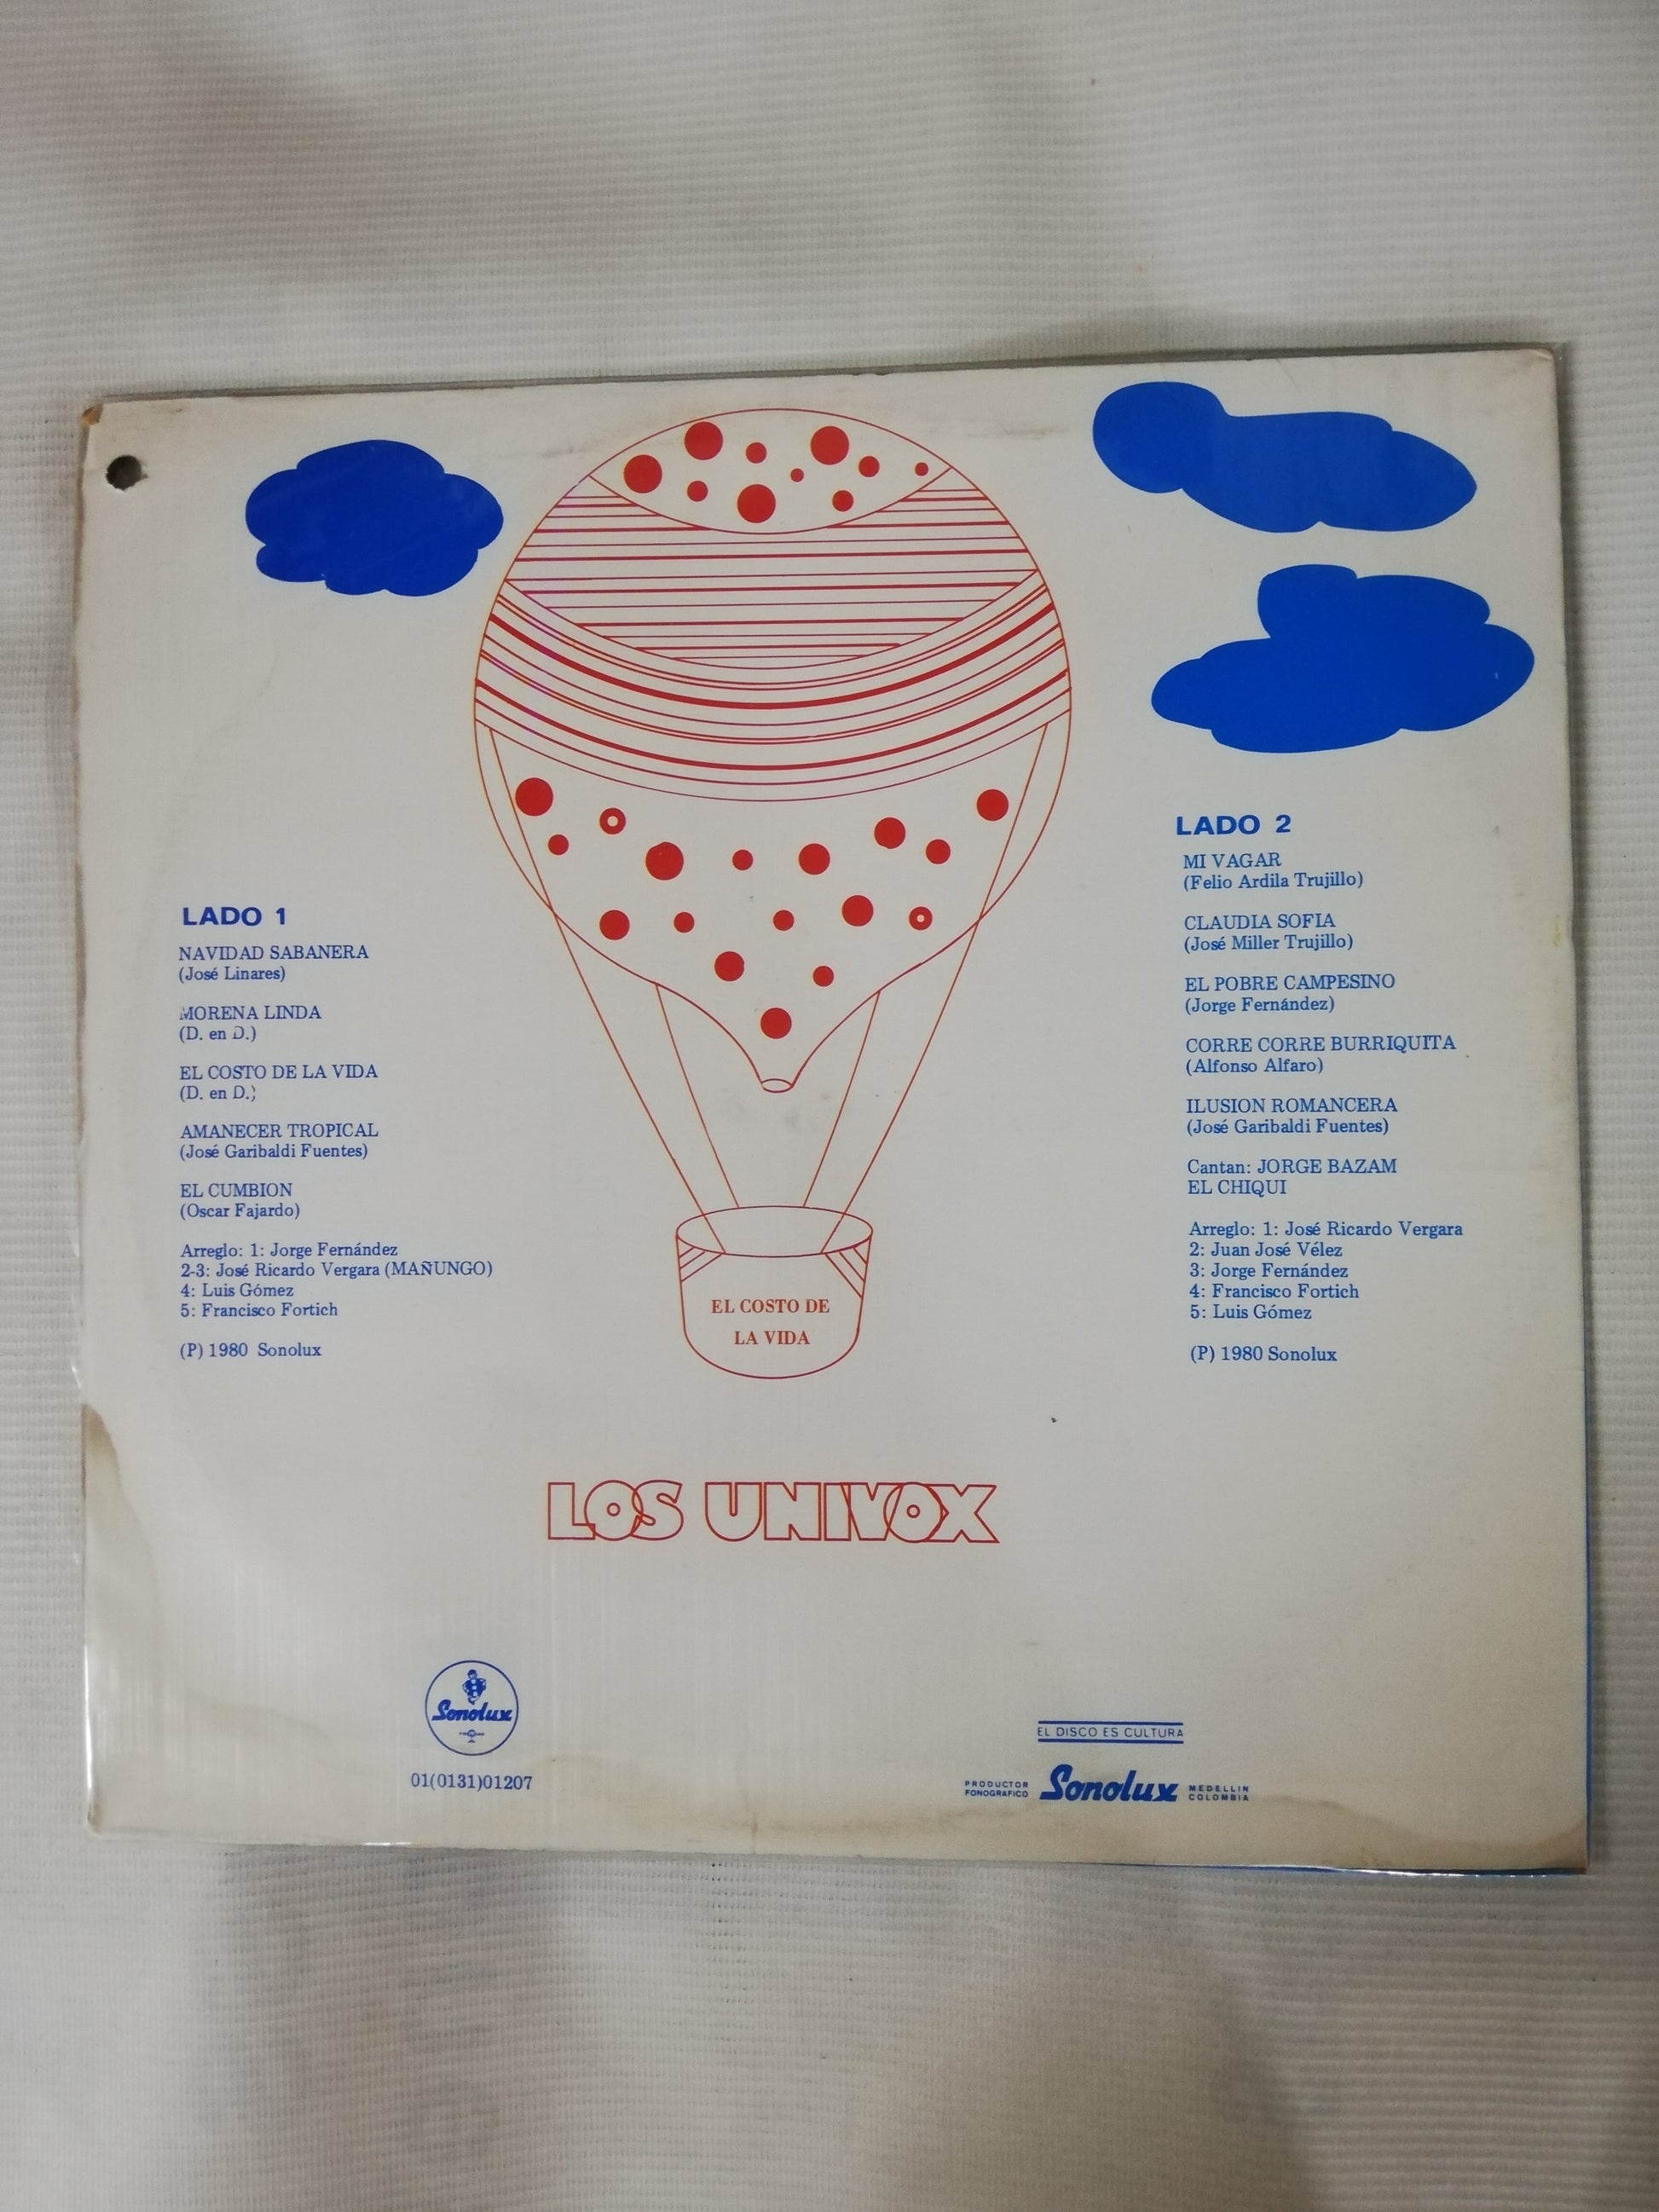 LADO 1
NAVIDAD SABANERA
(José Linares)
MORENA LINDA
(D. en D.)
EL COSTO DE LA VIDA
(D. en D.)
AMANECER TROPICAL
(José Garibaldi Fuentes)
EL CUMBION
(Oscar Fajardo)
Arreglo: 1: Jorge Fernández
2-3: José Ricardo Vergara (MAÑUNGO)
4: Luis Gómez
5: Francisco Fortich
(P) 1980 Sonolux
LADO 2
MI VAGAR
(Felio Ardila Trujillo)
CLAUDIA SOFIA
(José Miller Trujillo)
EL POBRE CAMPESINO
(Jorge Fernández)
CORRE CORRE BURRIQUITA
(Alfonso Alfaro)
ILUSION ROMANCERA
(José Garibaldi Fuentes)
Cantan: JORGE BAZAM
EL CHIQUI
Arreglo: 1: José Ricardo Vergara
2: Juan José Vélez
3: Jorge Fernández
4: Francisco Fortich
5: Luis Gómez
(P) 1980 Sonolux
EL COSTO DE
LA VIDA
LOS UNIVOX
Sonolux
01(0131)01207
EL DISCO ES CULTURA
PRODUCTOR
FONOGRAFICO
Sonolux
MEDELLIN
COLOMBIA